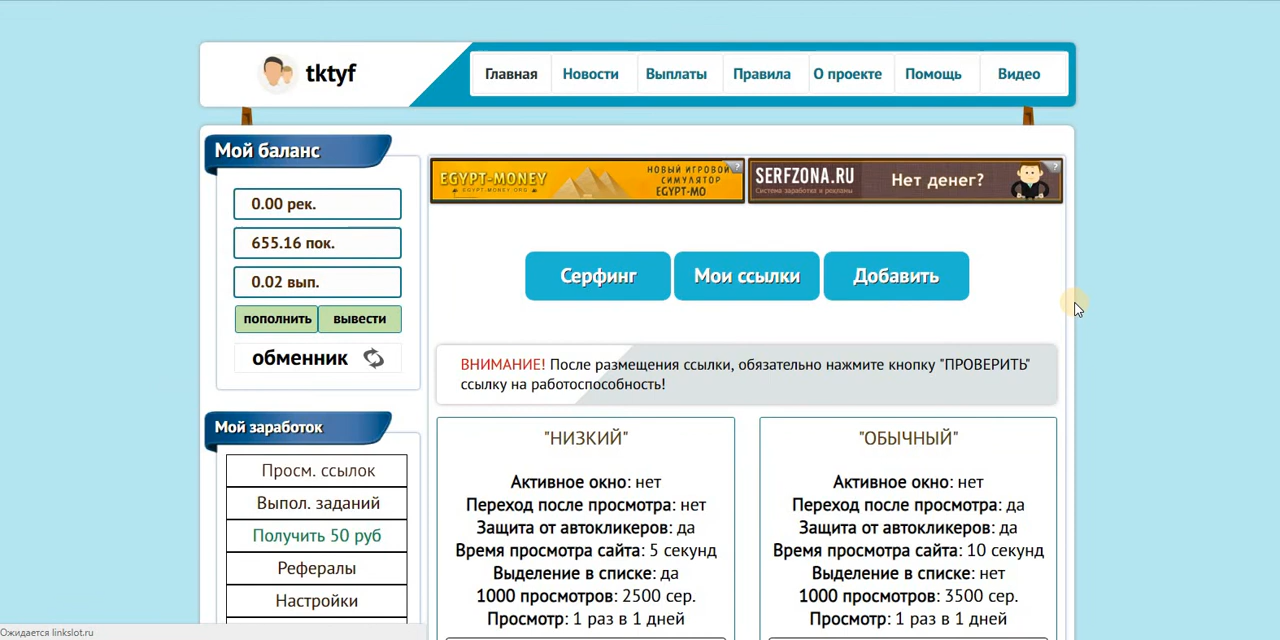 tktyf
Главная
Новости
Выплаты
Правила
О проекте
Помощь
Видео
Мой баланс
0.00 рек.
655.16 пок.
0.02 вып.
пополнить
вывести
обменник
EGYPT-MONEY
EGYPT-MONEY.ORG
НОВЫЙ ИГРОВОЙ
СИМУЛЯТОР
EGYPT-MO
?
SERFZONA.RU
Система заработка и рекламы
Нет денег?
?
Серфинг
Мои ссылки
Добавить
ВНИМАНИЕ! После размещения ссылки, обязательно нажмите кнопку "ПРОВЕРИТЬ"
ссылку на работоспособность!
Мой заработок
Просм. ссылок
Выпол. заданий
Получить 50 руб
Рефералы
Настройки
"НИЗКИЙ"
Активное окно: нет
Переход после просмотра: нет
Защита от автокликеров: да
Время просмотра сайта: 5 секунд
Выделение в списке: да
1000 просмотров: 2500 сер.
Просмотр: 1 раз в 1 дней
"ОБЫЧНЫЙ"
Активное окно: нет
Переход после просмотра: да
Защита от автокликеров: да
Время просмотра сайта: 10 секунд
Выделение в списке: нет
1000 просмотров: 3500 сер.
Просмотр: 1 раз в 1 дней
Ожидается linkslot.ru